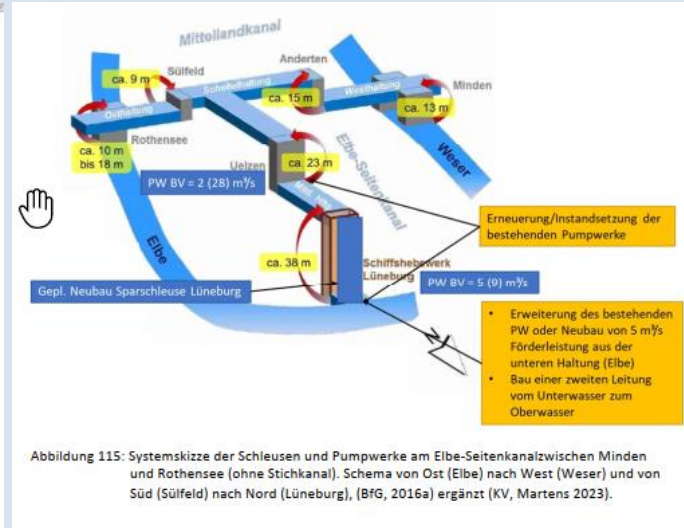 Mittellandkanal
Sülfeld
Anderten
ca. 9 m
Scheitelhaltung
Westhaltung
Minden
ca. 15 m
ca. 13 m
Osthaltung
Rothensee
ca. 10 m
bis 18 m
Weser
Elbe-Seitenkanal
Uelzen
ca. 23 m
PW BV = 2 (28) m³/s
Erneuerung/Instandsetzung der
bestehenden Pumpwerke
Elbe
ca. 38 m
Schiffshebewerk
Lüneburg
PW BV = 5 (9) m³/s
Gepl. Neubau Sparschleuse Lüneburg
N
• Erweiterung des bestehenden
PW oder Neubau von 5 m³/s
Förderleistung aus der
unteren Haltung (Elbe)
• Bau einer zweiten Leitung
vom Unterwasser zum
Oberwasser
Abbildung 115: Systemskizze der Schleusen und Pumpwerke am Elbe-Seitenkanalzwischen Minden
und Rothensee (ohne Stichkanal). Schema von Ost (Elbe) nach West (Weser) und von
Süd (Sülfeld) nach Nord (Lüneburg), (BfG, 2016a) ergänzt (KV, Martens 2023).